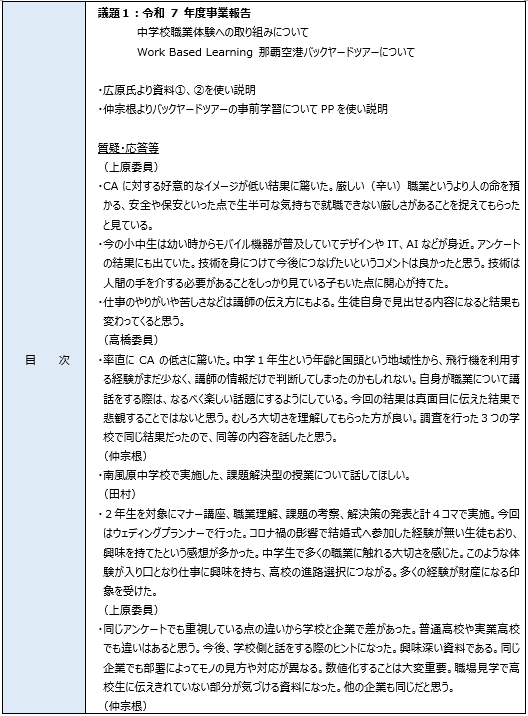 議題１：令和 7 年度事業報告
中学校職業体験への取り組みについて
Work Based Learning 那覇空港バックヤードツアーについて
・広原氏より資料①、②を使い説明
・仲宗根よりバックヤードツアーの事前学習について PP を使い説明
質疑・応答等
（上原委員）
・CA に対する好意的なイメージが低い結果に驚いた。厳しい（辛い）職業というより人の命を預
かる、安全や保安といった点で生半可な気持ちで就職できない厳しさがあることを捉えてもらった
と見ている。
・今の小中生は幼い時からモバイル機器が普及していてデザインや IT、AI などが身近。アンケート
の結果にも出ていた。技術を身につけて今後につなげたいというコメントは良かったと思う。技術は
人間の手を介する必要があることをしっかり見ている子もいた点に関心が持てた。
・仕事のやりがいや苦しさなどは講師の伝え方にもよる。生徒自身で見出せる内容になると結果も
変わってくると思う。
（高橋委員）
目　次
・率直に CA の低さに驚いた。中学１年生という年齢と国頭という地域性から、飛行機を利用す
る経験がまだ少なく、講師の情報だけで判断してしまったのかもしれない。自身が職業について講
話をする際は、なるべく楽しい話題にするようにしている。今回の結果は真面目に伝えた結果で
悲観することではないと思う。むしろ大切さを理解してもらった方が良い。調査を行った３つの学
校で同じ結果だったので、同等の内容を話したと思う。
（仲宗根）
・南風原中学校で実施した、課題解決型の授業について話してほしい。
（田村）
・２年生を対象にマナー講座、職業理解、課題の考察、解決策の発表と計４コマで実施。今回
はウェディングプランナーで行った。コロナ禍の影響で結婚式へ参加した経験が無い生徒もおり、
興味を持てたという感想が多かった。中学生で多くの職業に触れる大切さを感じた。このような体
験が入り口となり仕事に興味を持ち、高校の進路選択につながる。多くの経験が財産になる印
象を受けた。
（上原委員）
・同じアンケートでも重視している点の違いから学校と企業で差があった。普通高校や実業高校
でも違いはあると思う。今後、学校側と話をする際のヒントになった。興味深い資料である。同じ
企業でも部署によってモノの見方や対応が異なる。数値化することは大変重要。職場見学で高
校生に伝えきれていない部分が気づける資料になった。他の企業も同じだと思う。
（仲宗根）